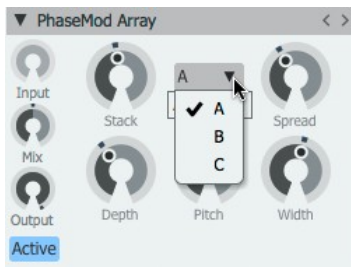 ▼ PhaseMod Array < >
Input
Stack
A ▼
Spread
✔ A
B
C
Mix
Output
Depth
Pitch
Width
Active